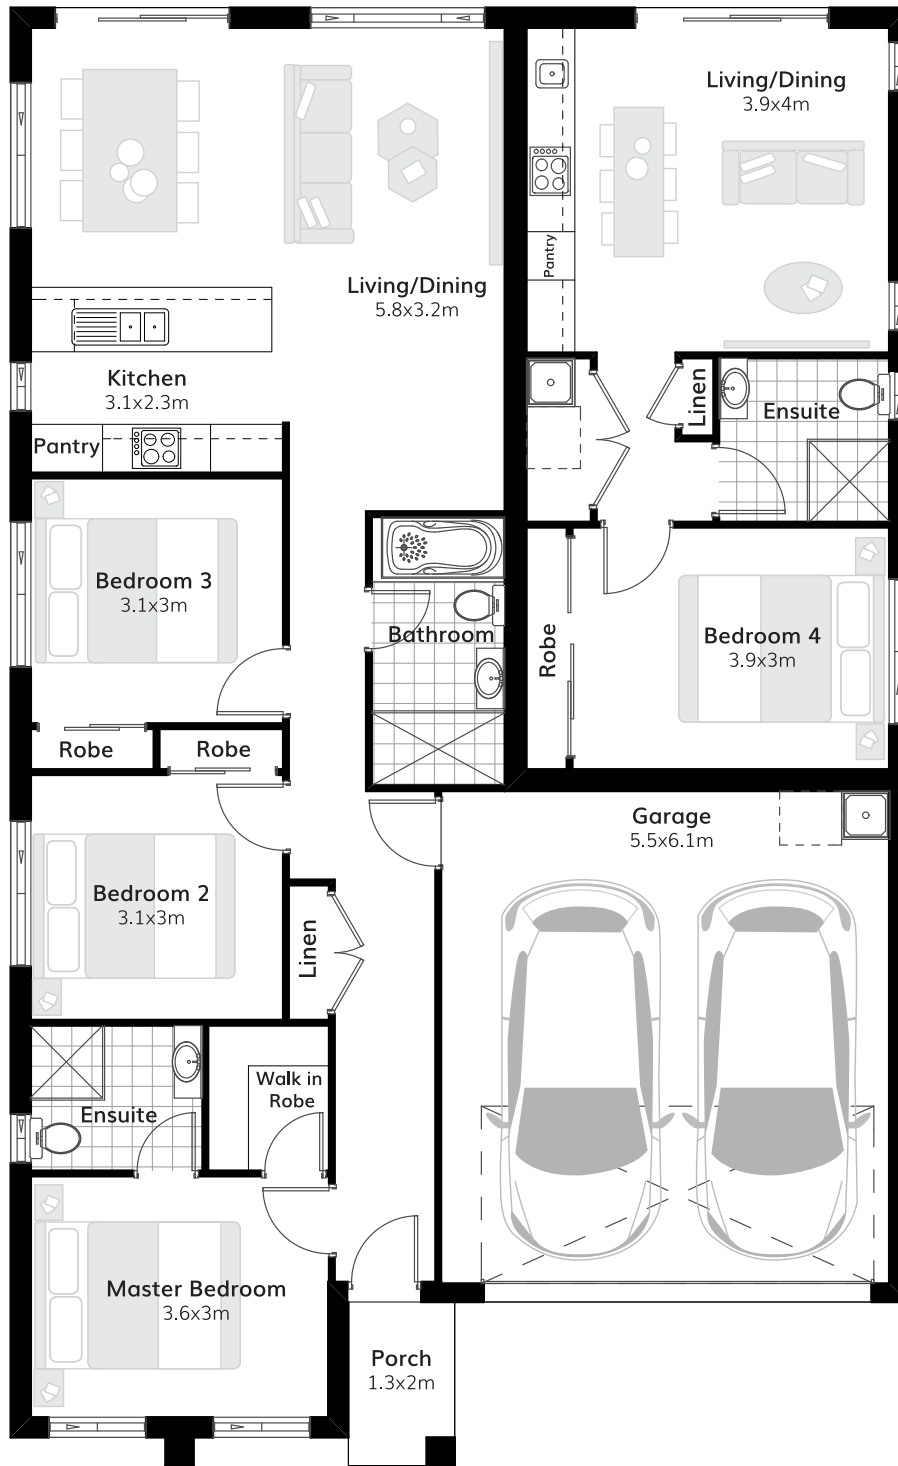 Living/Dining
3.9x4m
Pantry
Living/Dining
5.8x3.2m
Kitchen
3.1x2.3m
Pantry
Linen
Ensuite
Bedroom 3
3.1x3m
Bathroom
Robe
Bedroom 4
3.9x3m
Robe
Robe
Garage
5.5x6.1m
Bedroom 2
3.1x3m
Linen
Walk in
Robe
Ensuite
Master Bedroom
3.6x3m
Porch
1.3x2m